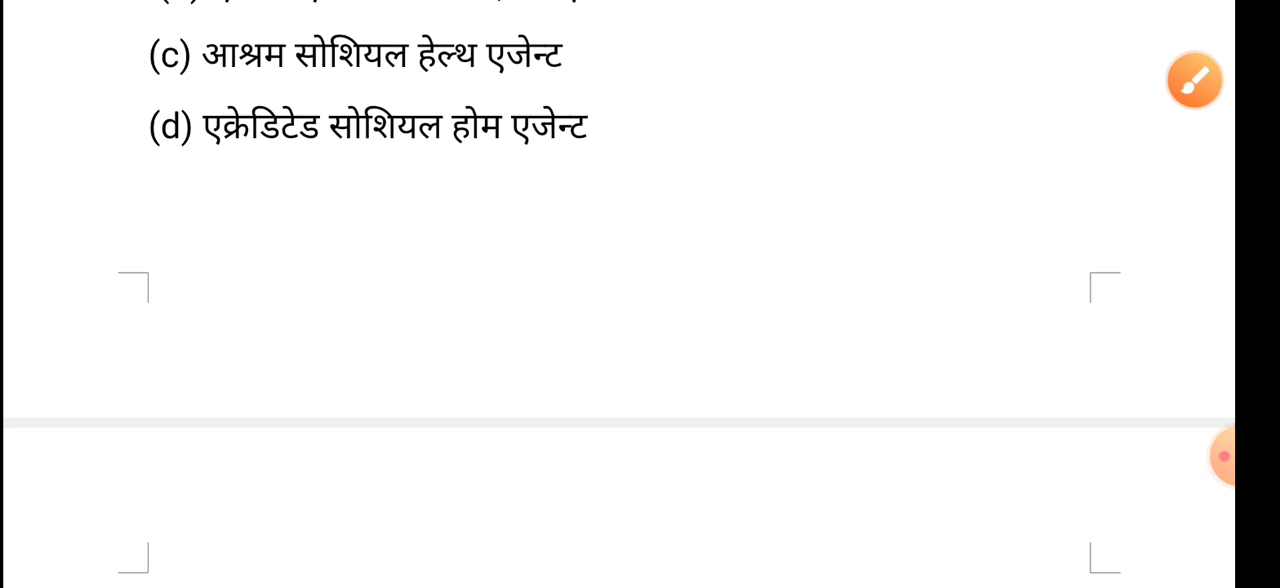 (c) आश्रम सोशियल हेल्थ एजेन्ट
(d) एक्रेडिटेड सोशियल होम एजेन्ट